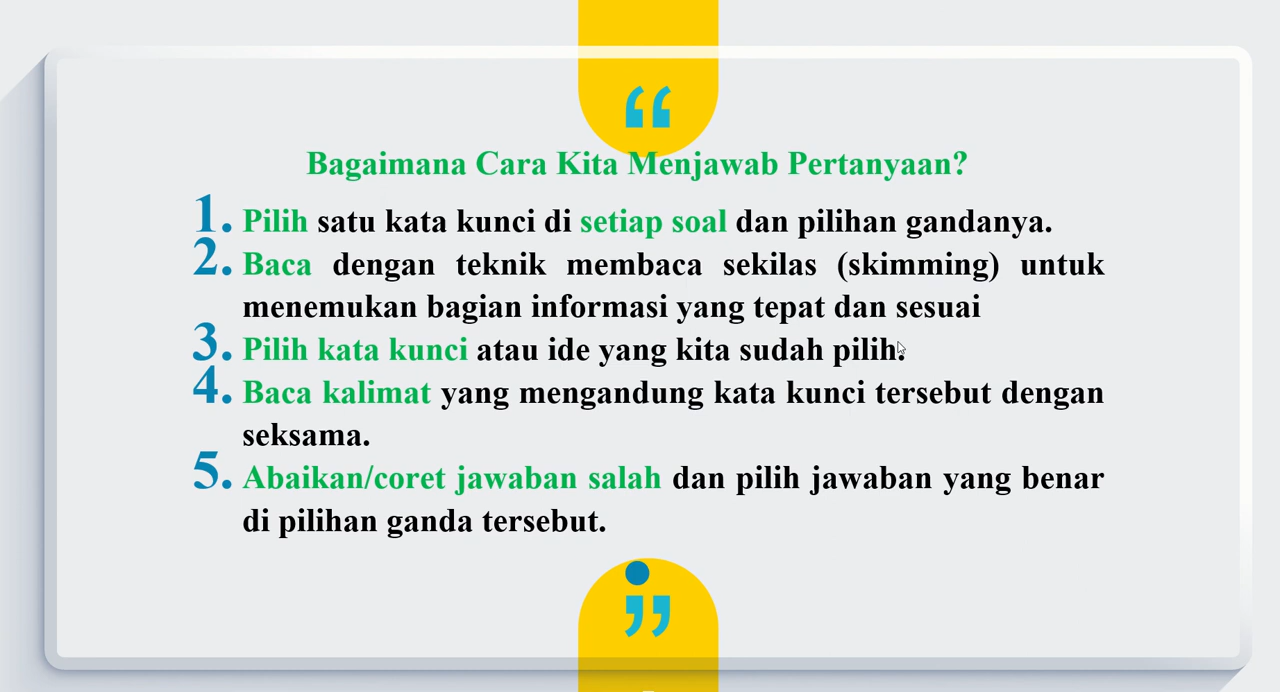 “
Bagaimana Cara Kita Menjawab Pertanyaan?
1. Pilih satu kata kunci di setiap soal dan pilihan gandanya.
2. Baca dengan teknik membaca sekilas (skimming) untuk
menemukan bagian informasi yang tepat dan sesuai
3. Pilih kata kunci atau ide yang kita sudah pilih.
4. Baca kalimat yang mengandung kata kunci tersebut dengan
seksama.
5. Abaikan/coret jawaban salah dan pilih jawaban yang benar
di pilihan ganda tersebut.
”